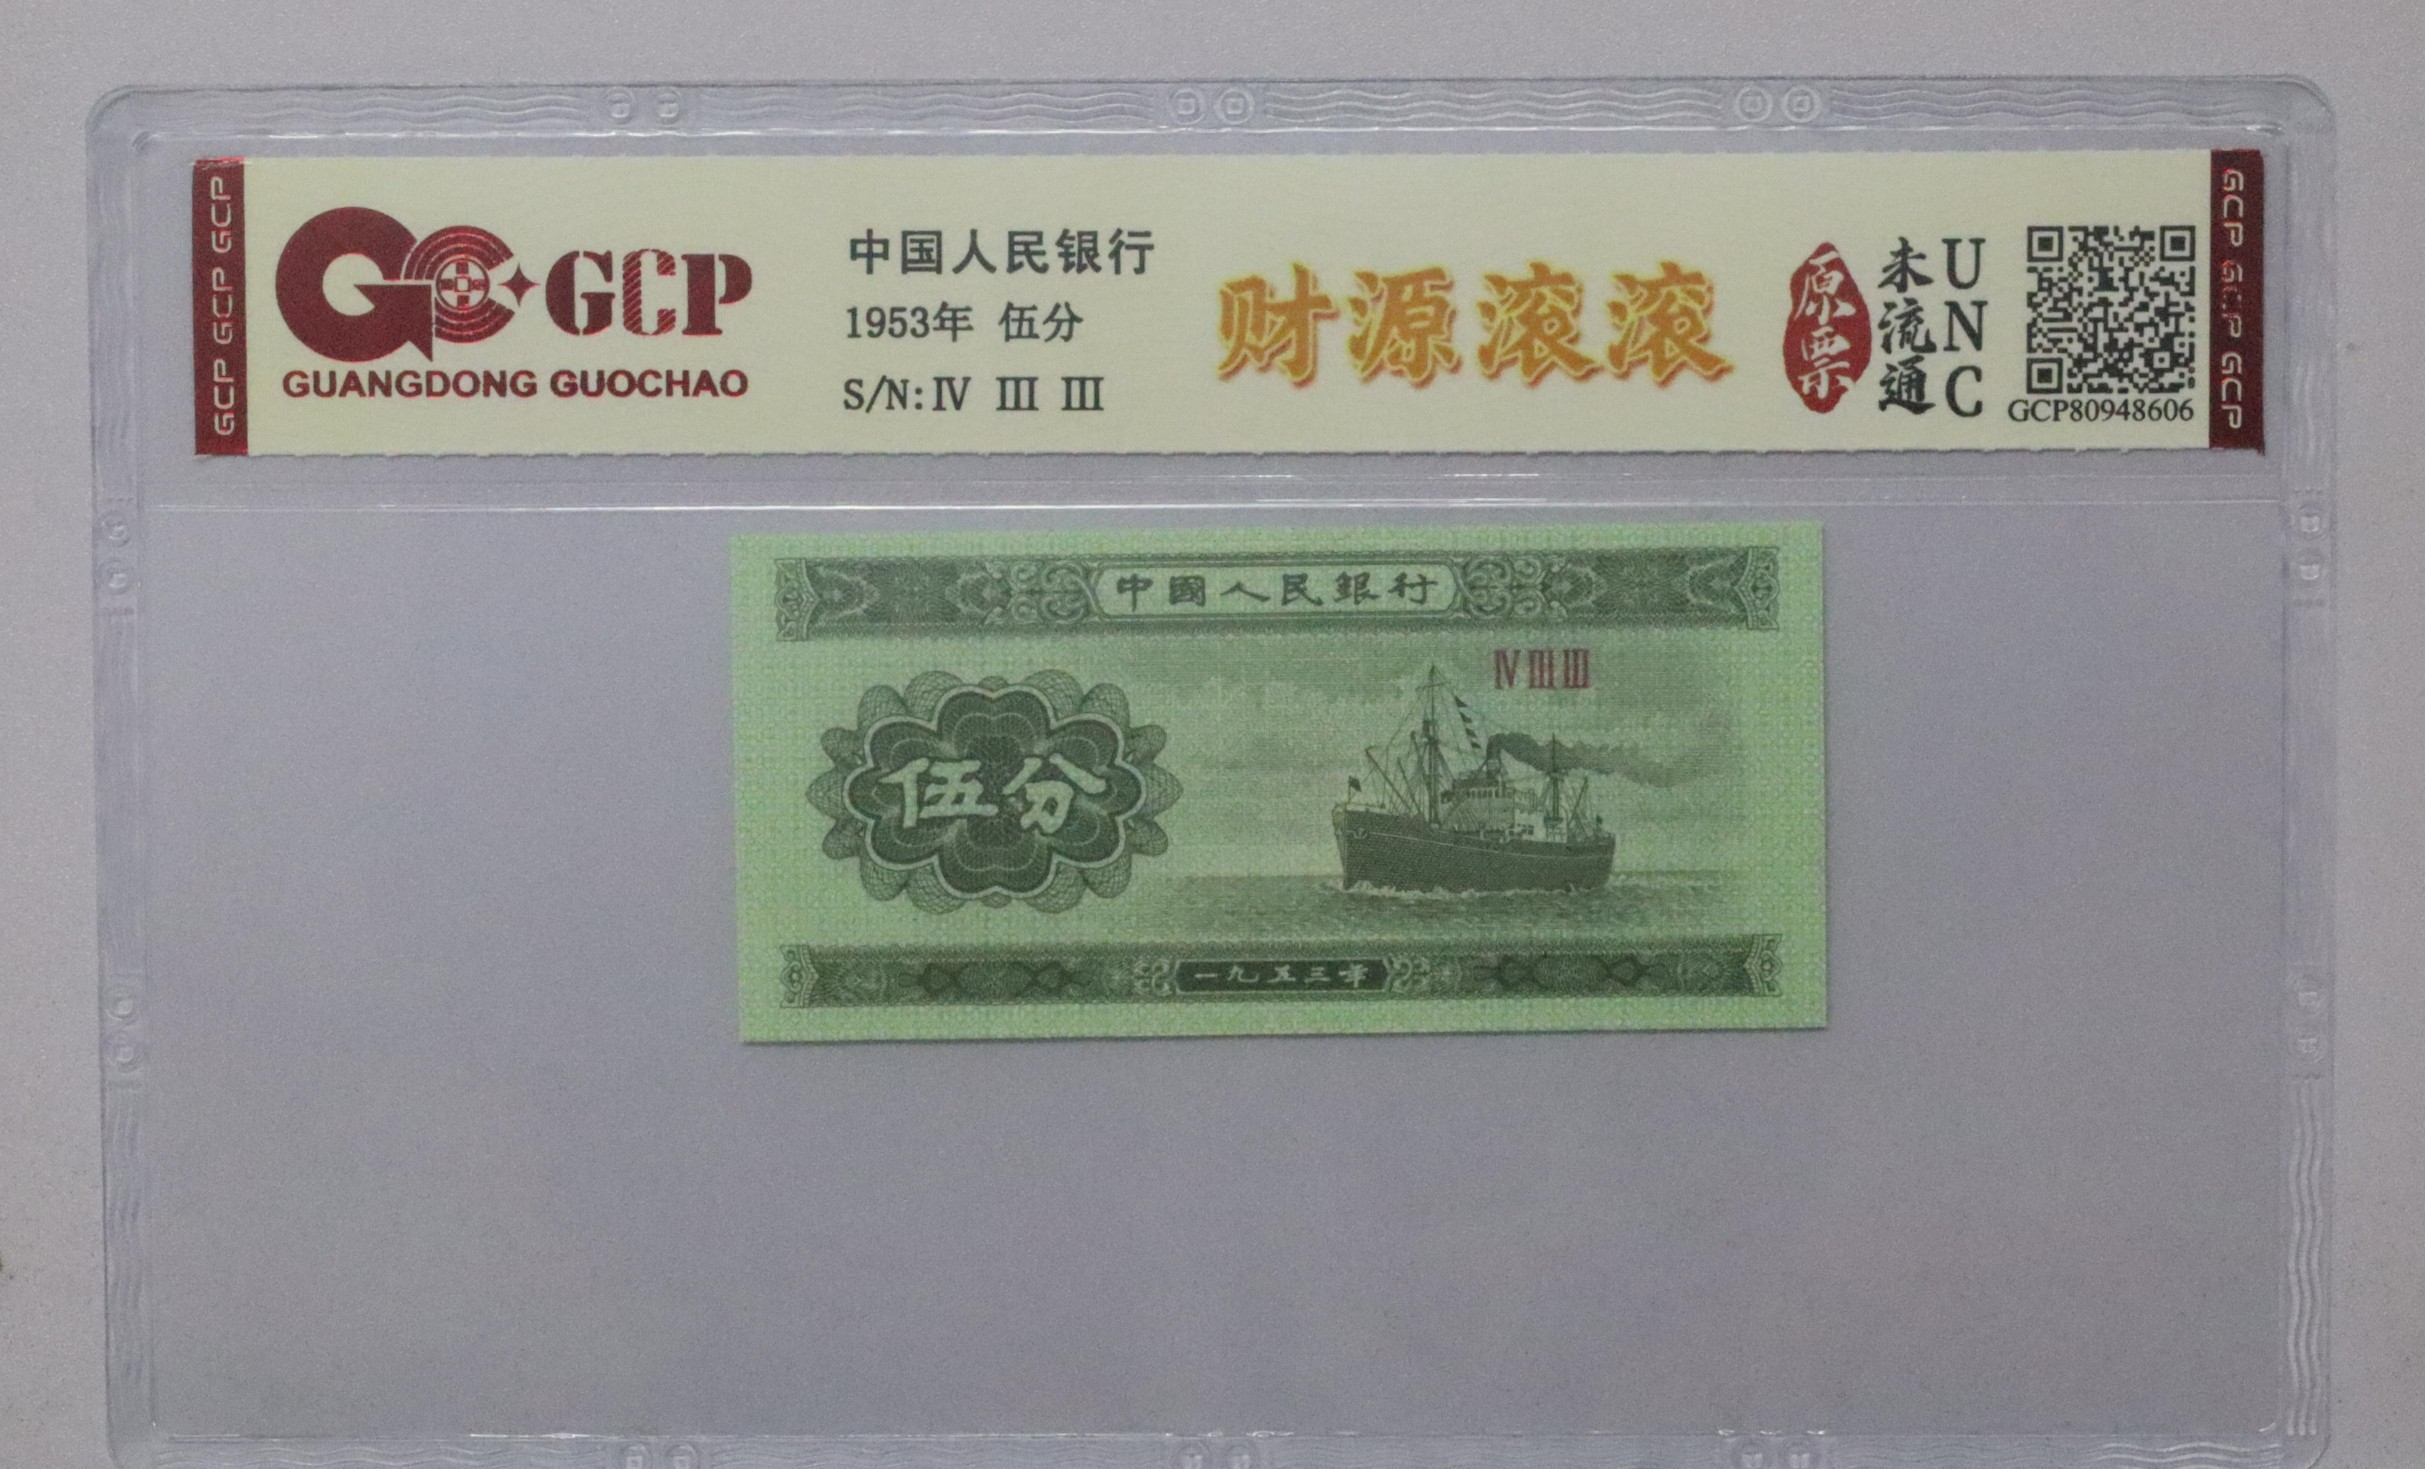 GCP GCP GCP
GCP
GUANGDONG GUOCHAO
中国人民银行
1953年 伍分
S/N: Ⅳ Ⅲ Ⅲ
财源滚滚
原票
未流通
UNC
GCP80948606
GCP GCP GCP
中國人民銀行
Ⅳ Ⅲ Ⅲ
伍分
一九五三年